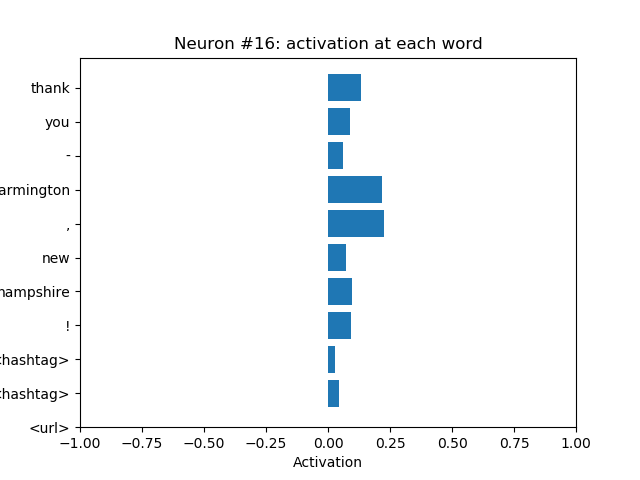 Neuron #16: activation at each word
thank
you
-
armington
,
new
hampshire
!
hashtag>
hashtag>
<url>
−1.00 −0.75 −0.50 −0.25 0.00 0.25 0.50 0.75 1.00
Activation